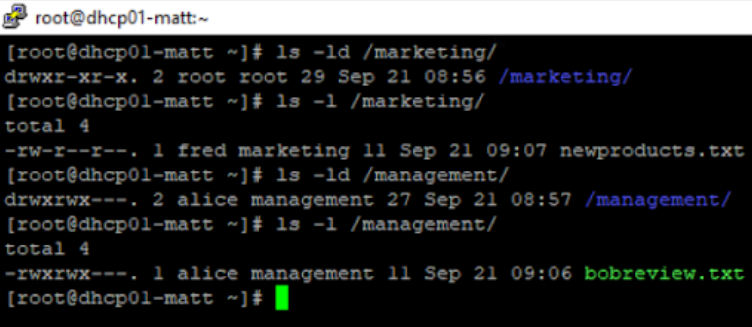 root@dhcp01-matt:~
[root@dhcp01-matt ~]# ls -ld /marketing/
drwxr-xr-x. 2 root root 29 Sep 21 08:56 /marketing/
[root@dhcp01-matt ~]# ls -l /marketing/
total 4
-rw-r--r--. 1 fred marketing 11 Sep 21 09:07 newproducts.txt
[root@dhcp01-matt ~]# ls -ld /management/
drwxrwx---. 2 alice management 27 Sep 21 08:57 /management/
[root@dhcp01-matt ~]# ls -l /management/
total 4
-rwxrwx---. 1 alice management 11 Sep 21 09:06 bobreview.txt
[root@dhcp01-matt ~]#